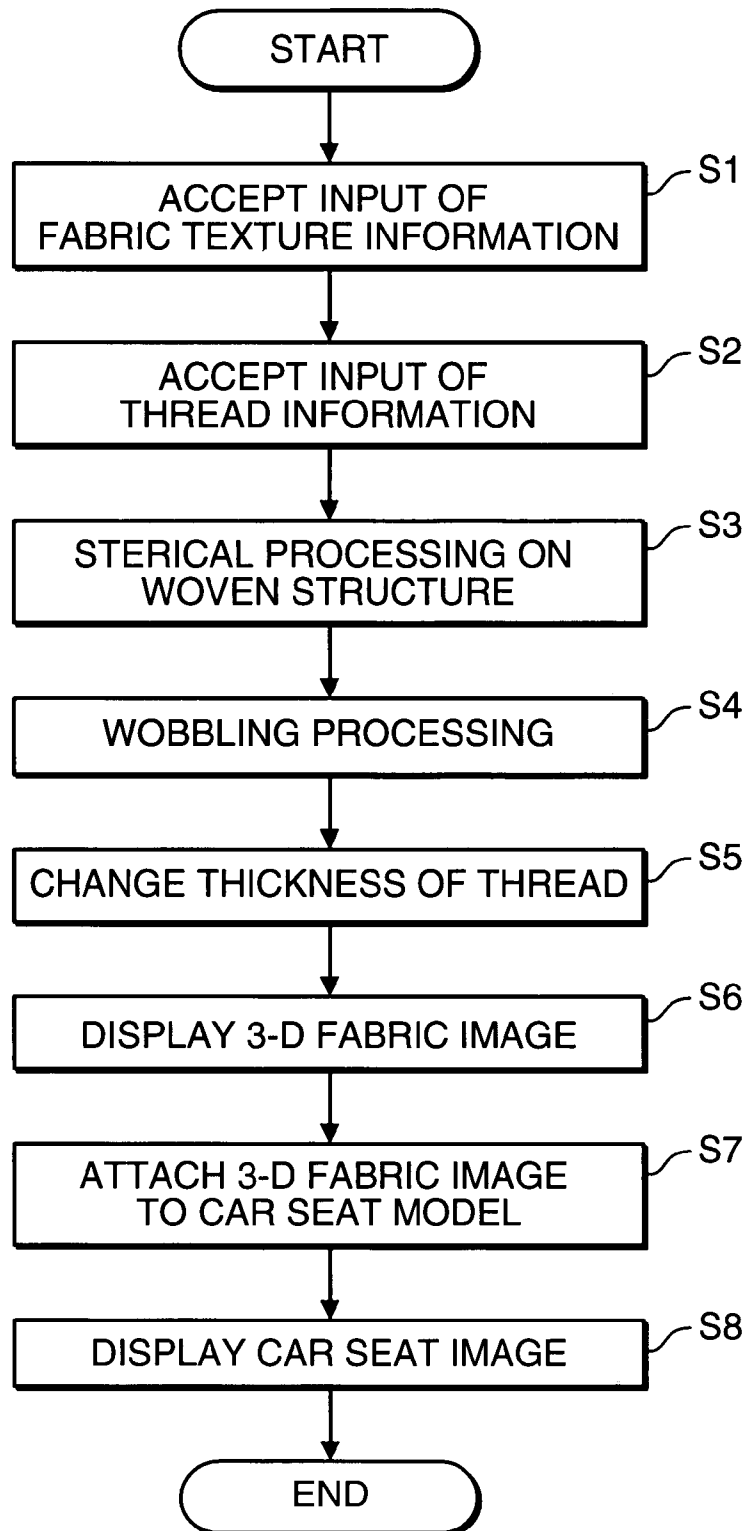 START
S1
ACCEPT INPUT OF
FABRIC TEXTURE INFORMATION
S2
ACCEPT INPUT OF
THREAD INFORMATION
S3
STERICAL PROCESSING ON
WOVEN STRUCTURE
S4
WOBBLING PROCESSING
S5
CHANGE THICKNESS OF THREAD
S6
DISPLAY 3-D FABRIC IMAGE
S7
ATTACH 3-D FABRIC IMAGE
TO CAR SEAT MODEL
S8
DISPLAY CAR SEAT IMAGE
END